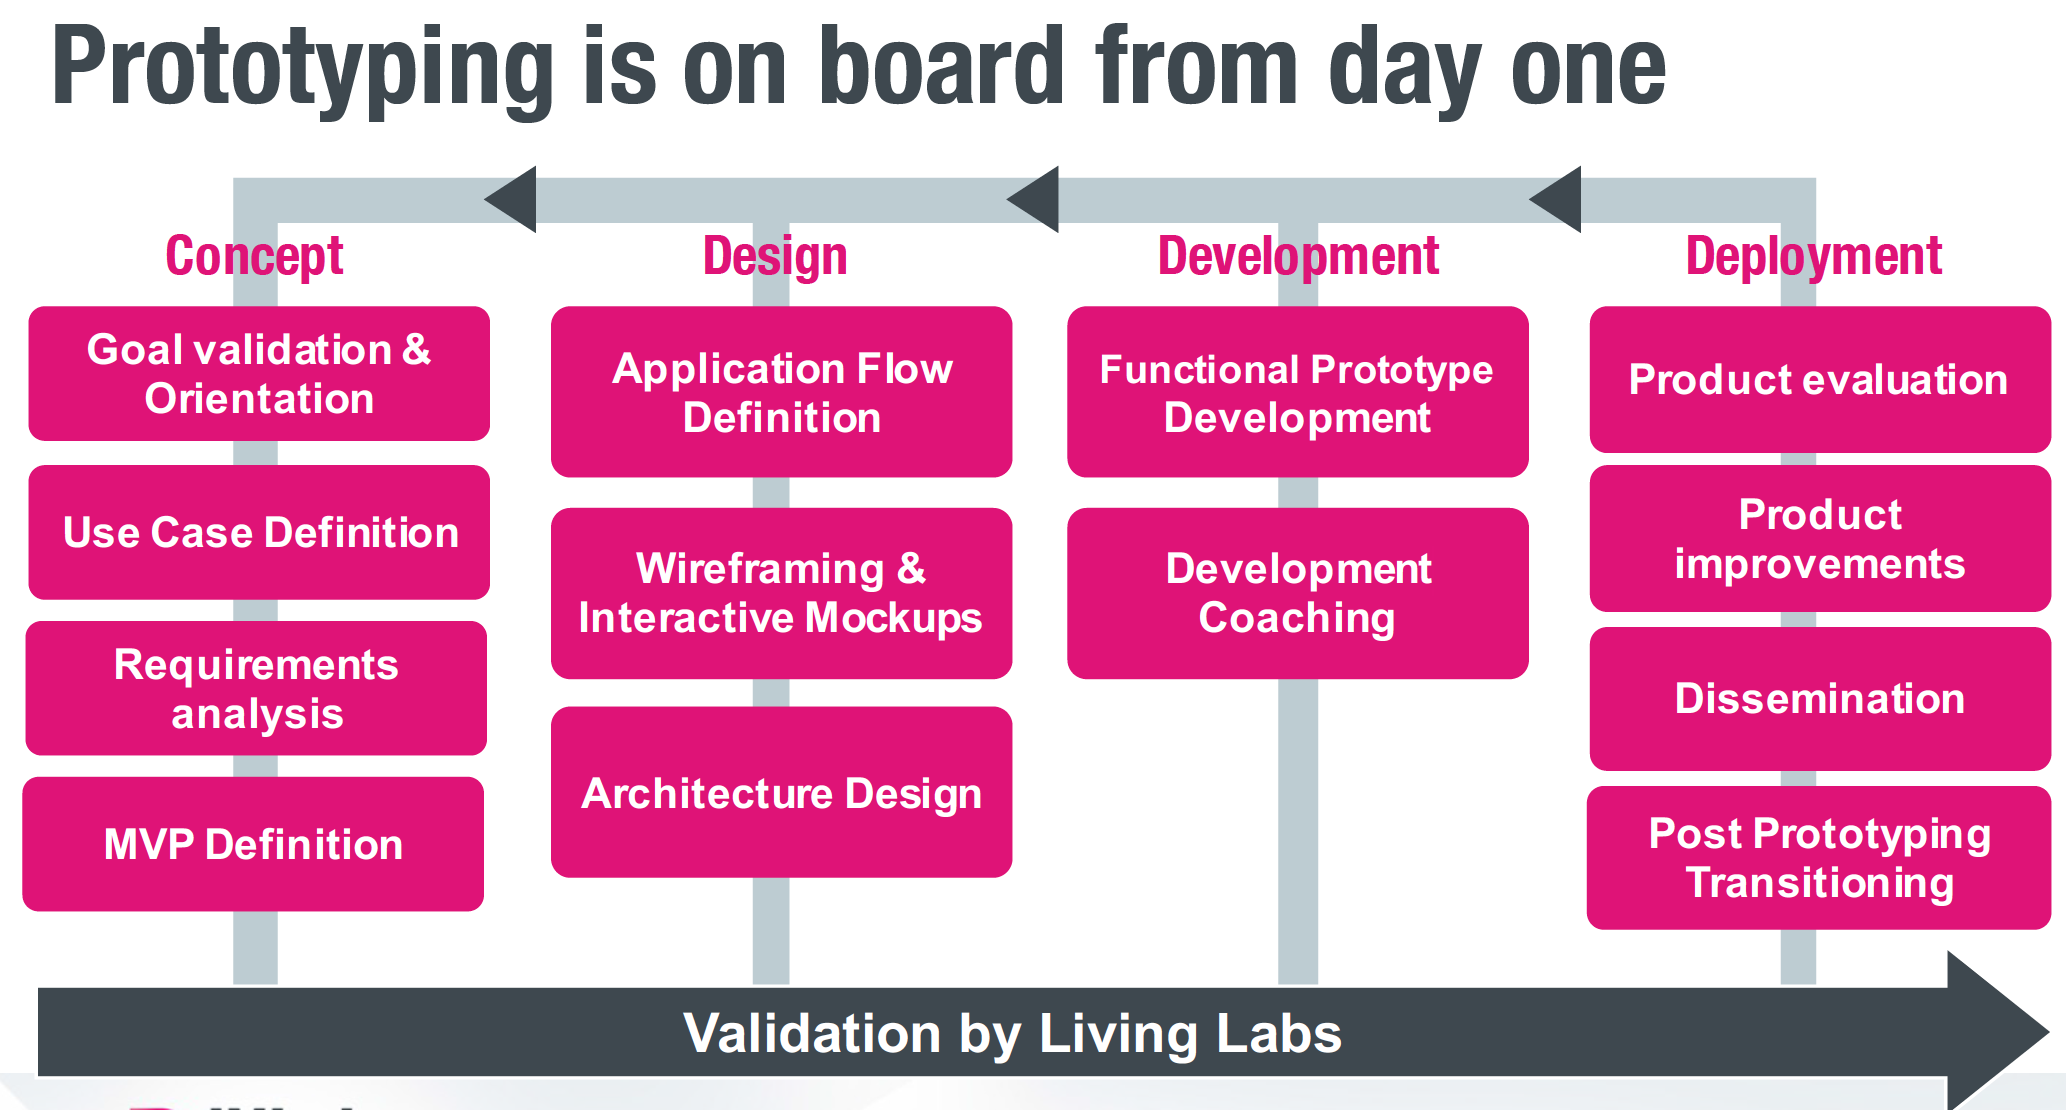 Prototyping is on board from day one
Concept
Goal validation &
Orientation
Use Case Definition
Requirements
analysis
MVP Definition
Design
Application Flow
Definition
Wireframing &
Interactive Mockups
Architecture Design
Development
Functional Prototype
Development
Development
Coaching
Deployment
Product evaluation
Product
improvements
Dissemination
Post Prototyping
Transitioning
Validation by Living Labs